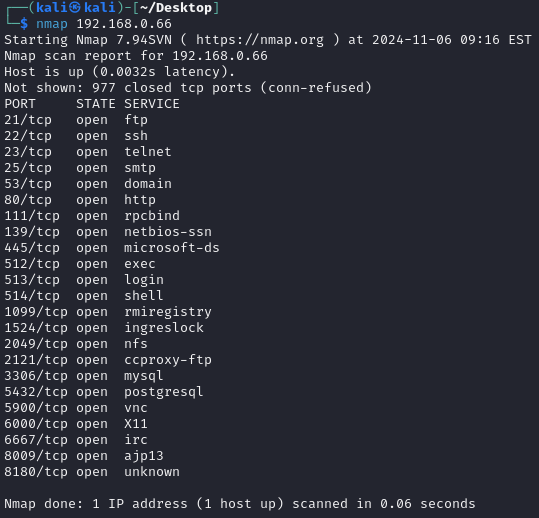 ┌──(kali㉿kali)-[~/Desktop]
└─$ nmap 192.168.0.66
Starting Nmap 7.94SVN ( https://nmap.org ) at 2024-11-06 09:16 EST
Nmap scan report for 192.168.0.66
Host is up (0.0032s latency).
Not shown: 977 closed tcp ports (conn-refused)
PORT     STATE SERVICE
21/tcp   open  ftp
22/tcp   open  ssh
23/tcp   open  telnet
25/tcp   open  smtp
53/tcp   open  domain
80/tcp   open  http
111/tcp  open  rpcbind
139/tcp  open  netbios-ssn
445/tcp  open  microsoft-ds
512/tcp  open  exec
513/tcp  open  login
514/tcp  open  shell
1099/tcp open  rmiregistry
1524/tcp open  ingreslock
2049/tcp open  nfs
2121/tcp open  ccproxy-ftp
3306/tcp open  mysql
5432/tcp open  postgresql
5900/tcp open  vnc
6000/tcp open  X11
6667/tcp open  irc
8009/tcp open  ajp13
8180/tcp open  unknown
Nmap done: 1 IP address (1 host up) scanned in 0.06 seconds